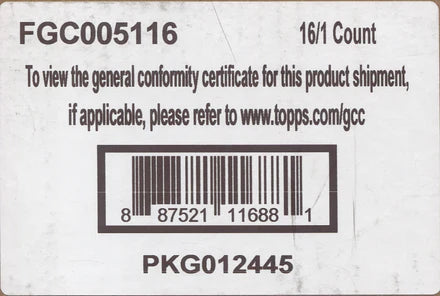 FGC005116 16/1 Count
To view the general conformity certificate for this product shipment,
if applicable, please refer to www.topps.com/gcc
8 87521 11688 1
PKG012445